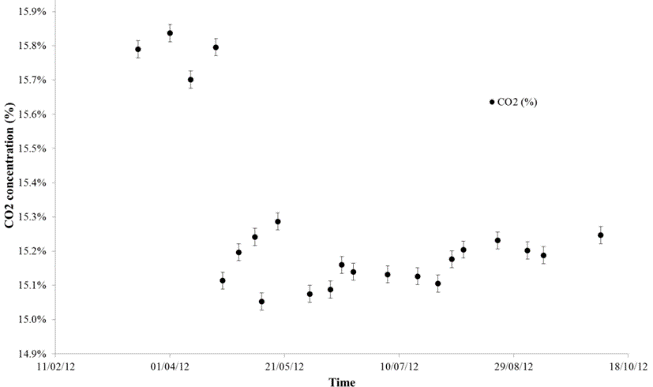 15.9%
15.8%
15.7%
15.6%
15.5%
15.4%
15.3%
15.2%
15.1%
15.0%
14.9%
CO2 concentration (%)
CO2 (%)
11/02/12 01/04/12 21/05/12 10/07/12 29/08/12 18/10/12
Time